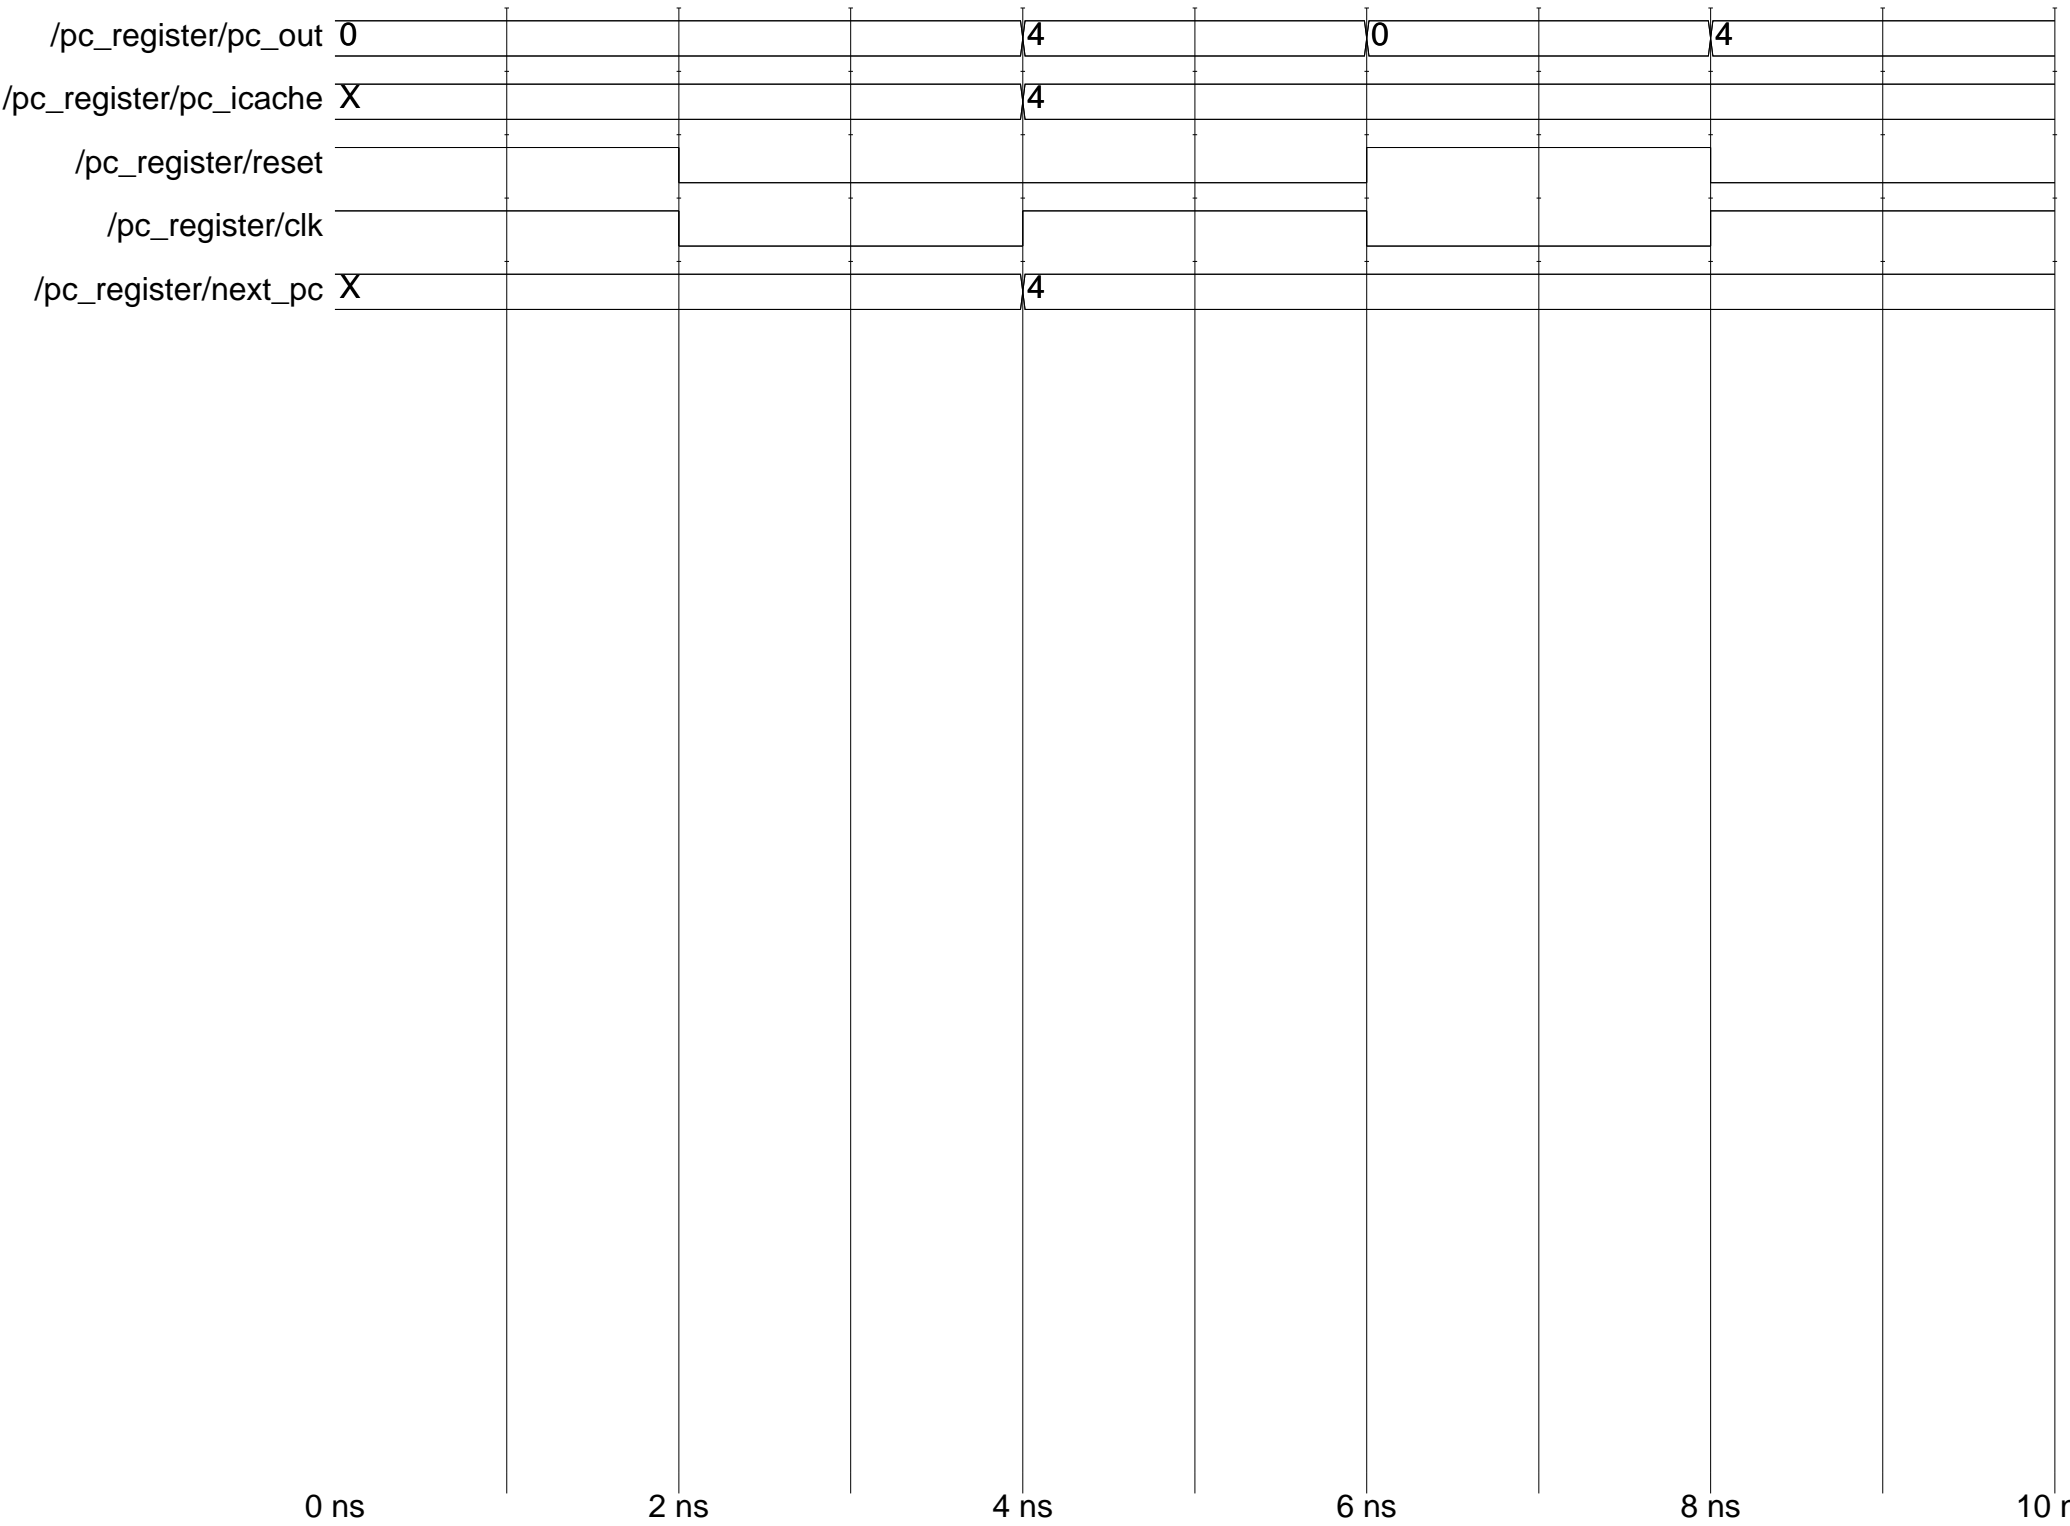 /pc_register/pc_out 0 4 0 4
/pc_register/pc_icache X 4
/pc_register/reset
/pc_register/clk
/pc_register/next_pc X 4
0 ns 2 ns 4 ns 6 ns 8 ns 10 r